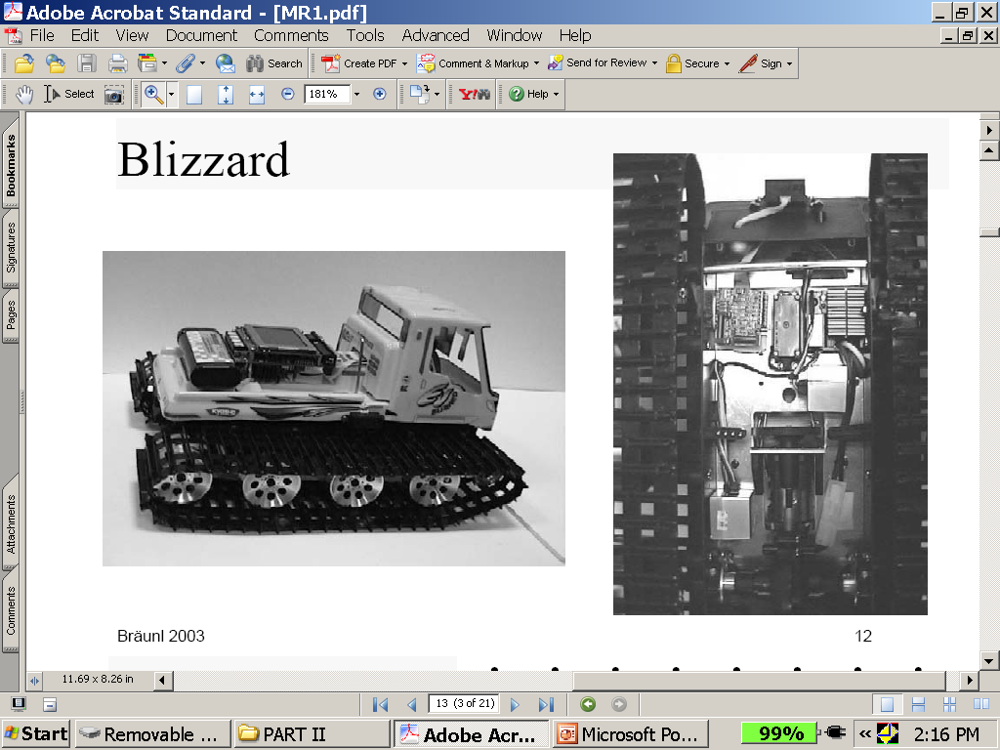 Adobe Acrobat Standard - [MR1.pdf]
File Edit View Document Comments Tools Advanced Window Help
Search Create PDF Comment & Markup Send for Review Secure Sign
Select 181% Y! Help
Bookmarks
Signatures
Pages
Attachments
Comments
Blizzard
KYOSHO
Bräunl 2003 12
11.69 x 8.26 in
13 (3 of 21)
Start Removable ... PART II Adobe Acr... Microsoft Po... 99% << 2:16 PM